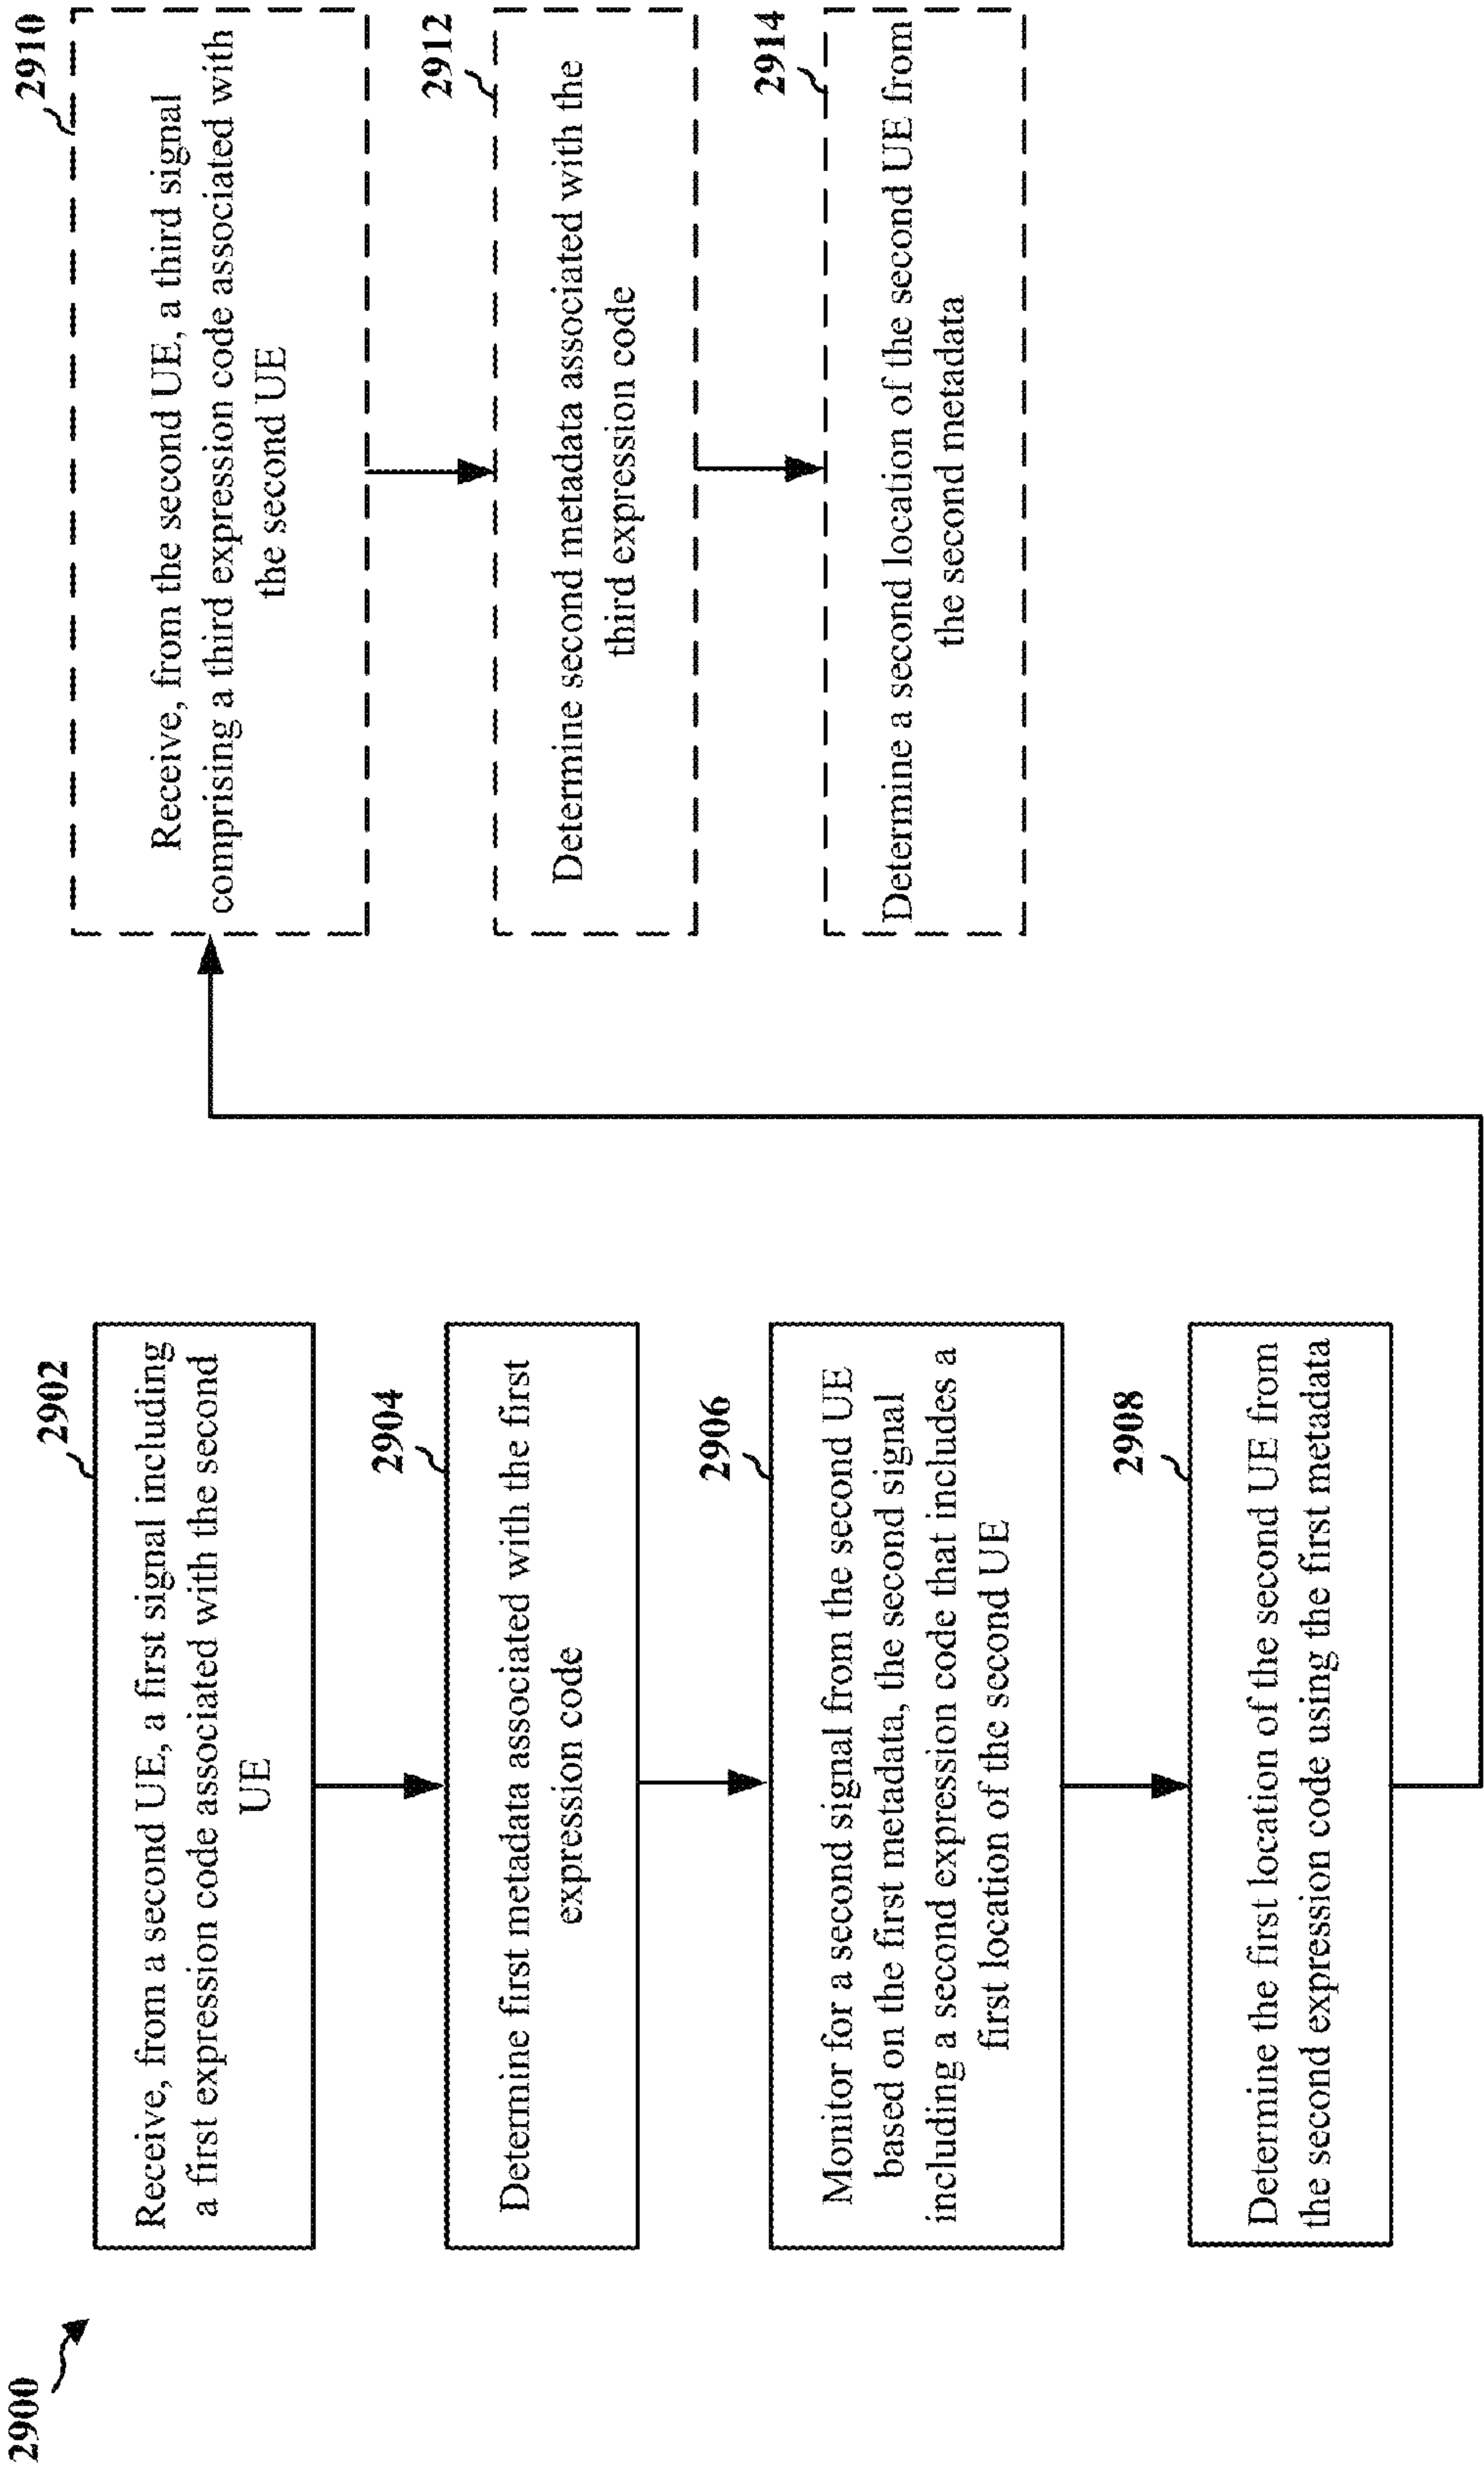 2900
2902
Receive, from a second UE, a first signal including
a first expression code associated with the second
UE
2904
Determine first metadata associated with the first
expression code
2906
Monitor for a second signal from the second UE
based on the first metadata, the second signal
including a second expression code that includes a
first location of the second UE
2908
Determine the first location of the second UE from
the second expression code using the first metadata
2910
Receive, from the second UE, a third signal
comprising a third expression code associated with
the second UE
2912
Determine second metadata associated with the
third expression code
2914
Determine a second location of the second UE from
the second metadata